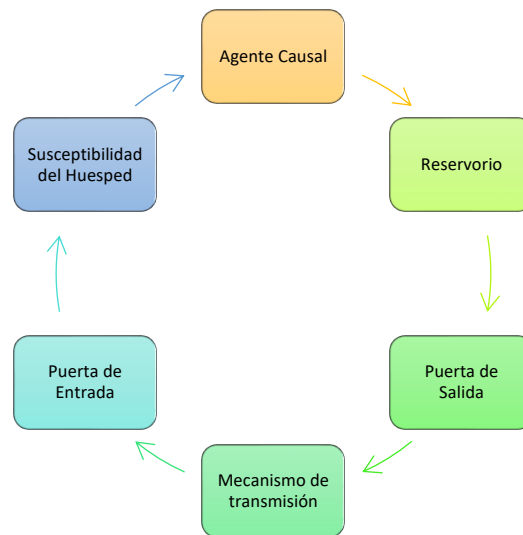 Agente Causal
Reservorio
Puerta de
Salida
Mecanismo de
transmisión
Puerta de
Entrada
Susceptibilidad
del Huesped